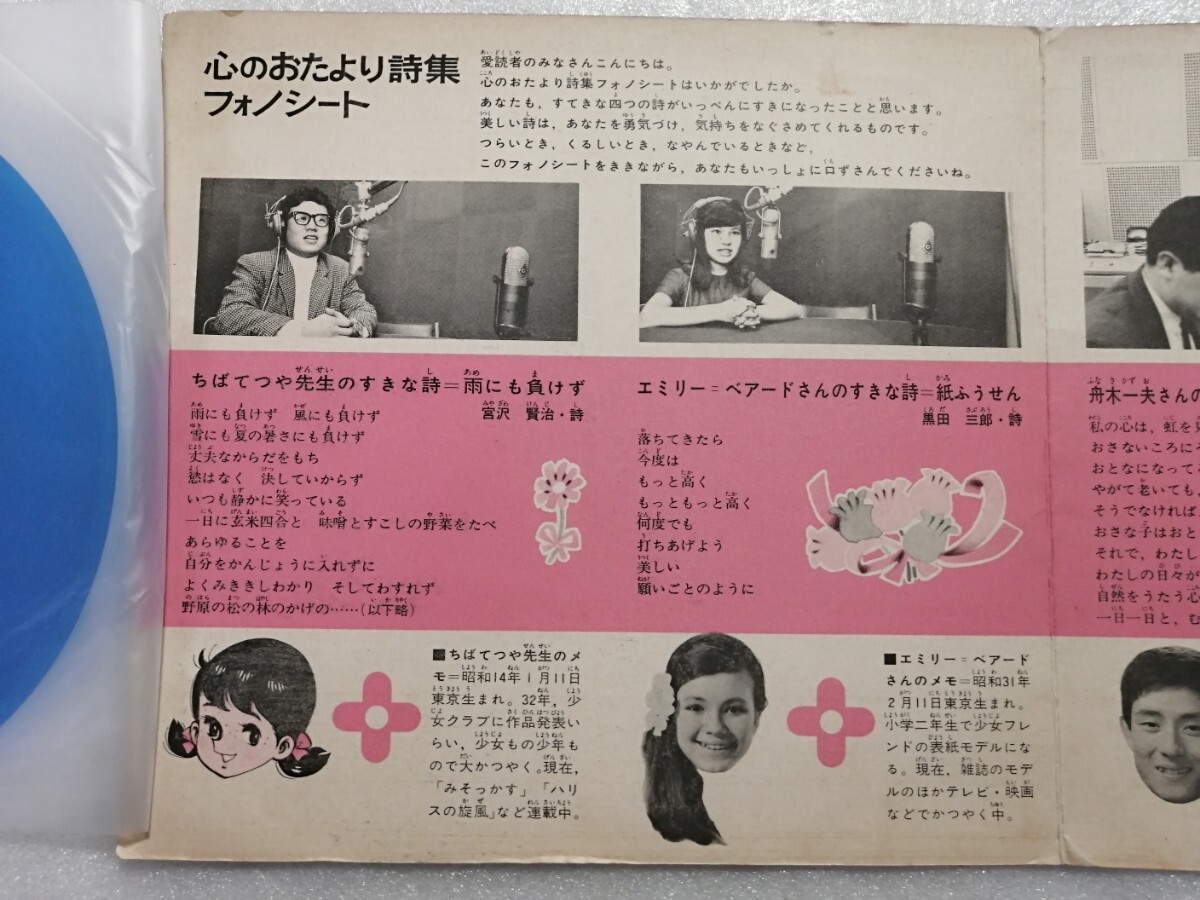 心のおたより詩集
フォノシート
愛読者のみなさんこんにちは。
心のおたより詩集フォノシートはいかがでしたか。
あなたも，すてきな四つの詩がいっぺんにすきになったことと思います。
美しい詩は，あなたを勇気づけ，気持ちをなぐさめてくれるものです。
つらいとき，くるしいとき，なやんでいるときなど，
このフォノシートをききながら，あなたもいっしょに口ずさんでくださいね。
ちばてつや先生のすきな詩＝雨にも負けず
宮沢 賢治・詩
雨にも負けず 風にも負けず
雪にも夏の暑さにも負けず
丈夫なからだをもち
慾はなく 決していからず
いつも静かに笑っている
一日に玄米四合と 味噌とすこしの野菜をたべ
あらゆることを
自分をかんじょうに入れずに
よくみききしわかり そしてわすれず
野原の松の林のかげの……(以下略)
エミリー＝ベアードさんのすきな詩＝紙ふうせん
黒田 三郎・詩
落ちてきたら
今度は
もっと高く
もっともっと高く
何度でも
打ちあげよう
美しい
願いごとのように
舟木一夫さんの
私の心は，虹を見
おさないころにそ
おとなになっても
やがて老いても
そうでなければ
おさな子はおと
それで，わたし
わたしの日々が
自然をうたう心
一日一日と，む
■ちばてつや先生のメ
モ＝昭和14年1月11日
東京生まれ。32年，少
女クラブに作品発表い
らい，少女もの少年も
ので大かつやく。現在，
「みそっかす」「ハリ
スの旋風」など連載中。
■エミリー＝ベアード
さんのメモ＝昭和31年
2月11日東京生まれ。
小学二年生で少女フレ
ンドの表紙モデルにな
る。現在，雑誌のモデ
ルのほかテレビ・映画
などでかつやく中。